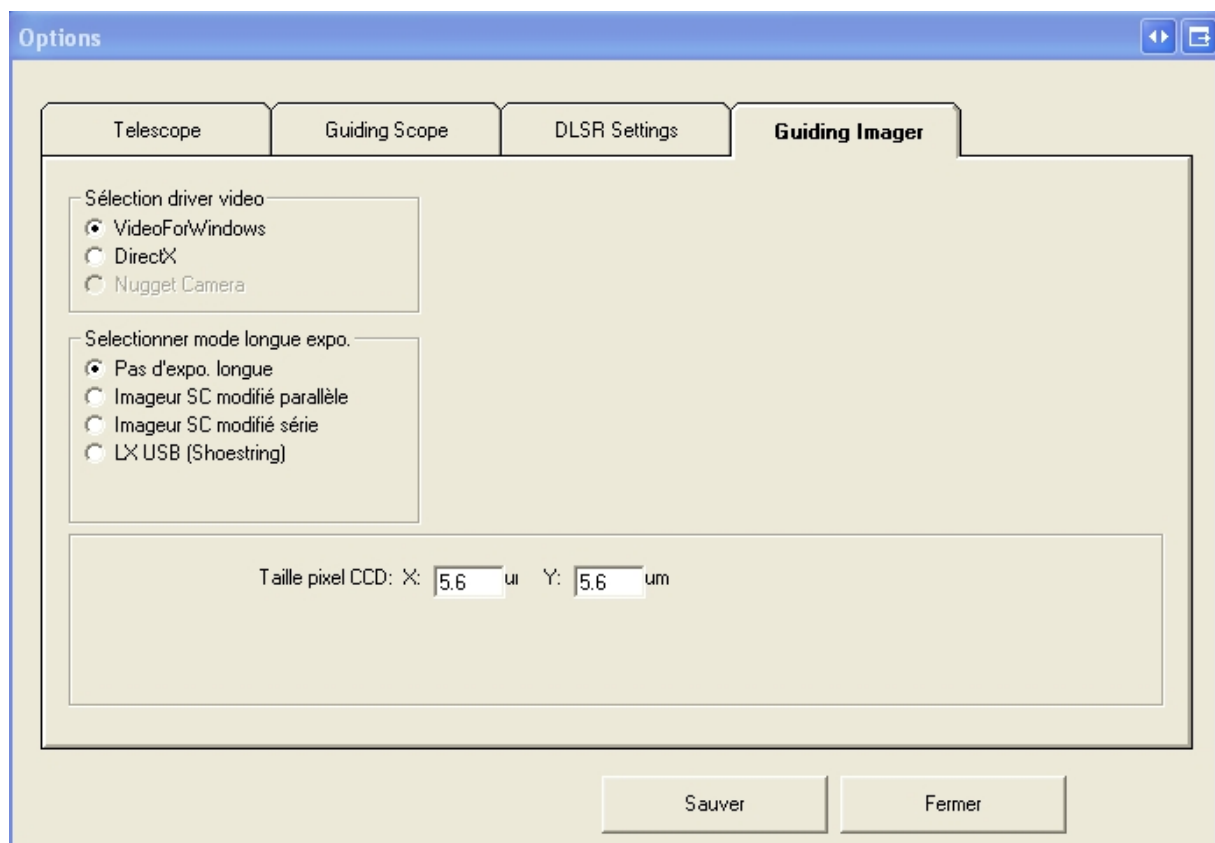 Options
Telescope Guiding Scope DLSR Settings Guiding Imager
Sélection driver video
VideoForWindows
DirectX
Nugget Camera
Selectionner mode longue expo.
Pas d'expo. longue
Imageur SC modifié parallèle
Imageur SC modifié série
LX USB (Shoestring)
Taille pixel CCD: X: 5.6 ui Y: 5.6 um
Sauver Fermer